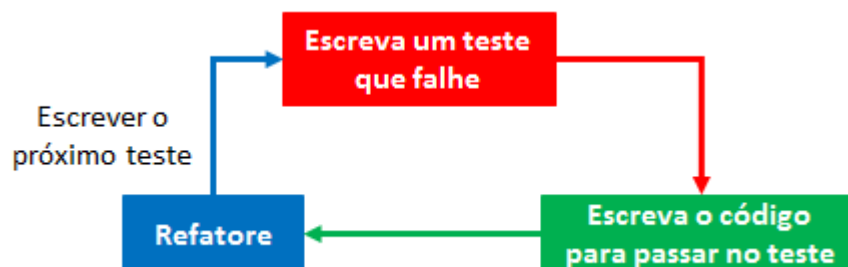 Escreva um teste
que falhe
Escrever o
próximo teste
Refatore
Escreva o código
para passar no teste